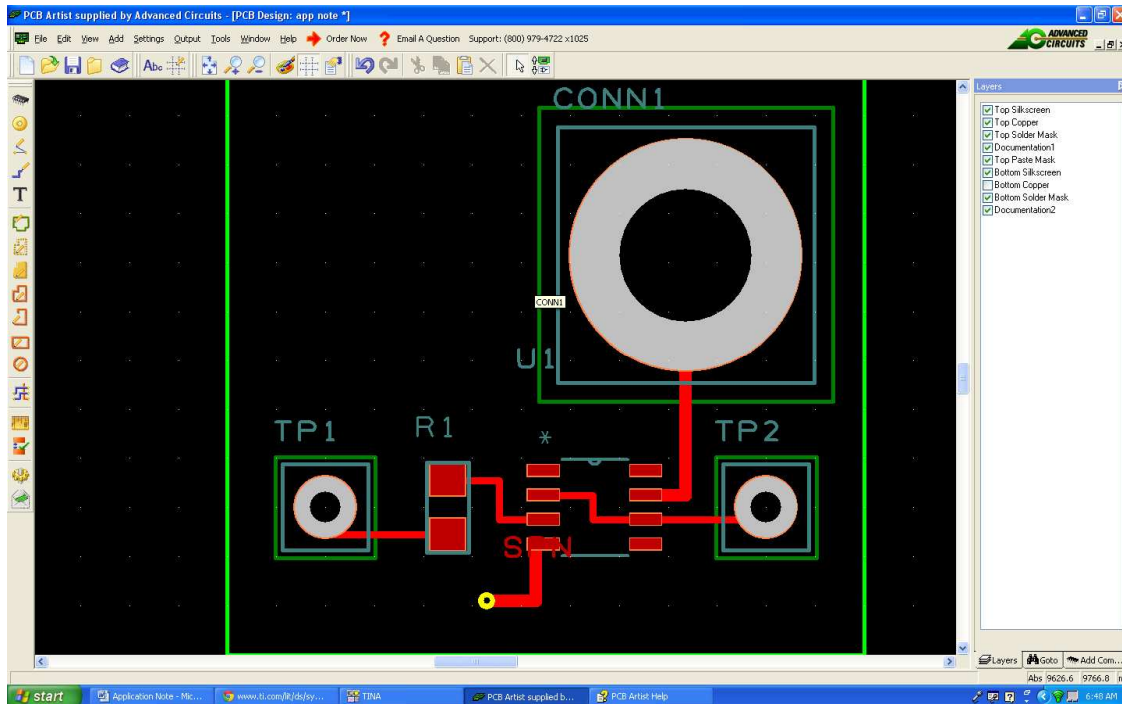 PCB Artist supplied by Advanced Circuits - [PCB Design: app note *]
File Edit View Add Settings Output Tools Window Help Order Now ? Email A Question Support: (800) 979-4722 x1025
ADVANCED
CIRCUITS
Abc
T
Layers
Top Silkscreen
Top Copper
Top Solder Mask
Documentation1
Top Paste Mask
Bottom Silkscreen
Bottom Copper
Bottom Solder Mask
Documentation2
CONN1
CONN1
U1
TP1
R1
*
TP2
Layers Goto Add Com...
Abs 9626.6 9766.8
start
Application Note - Mic...
www.ti.com/lit/ds/sy...
TINA
PCB Artist supplied b...
PCB Artist Help
6:48 AM